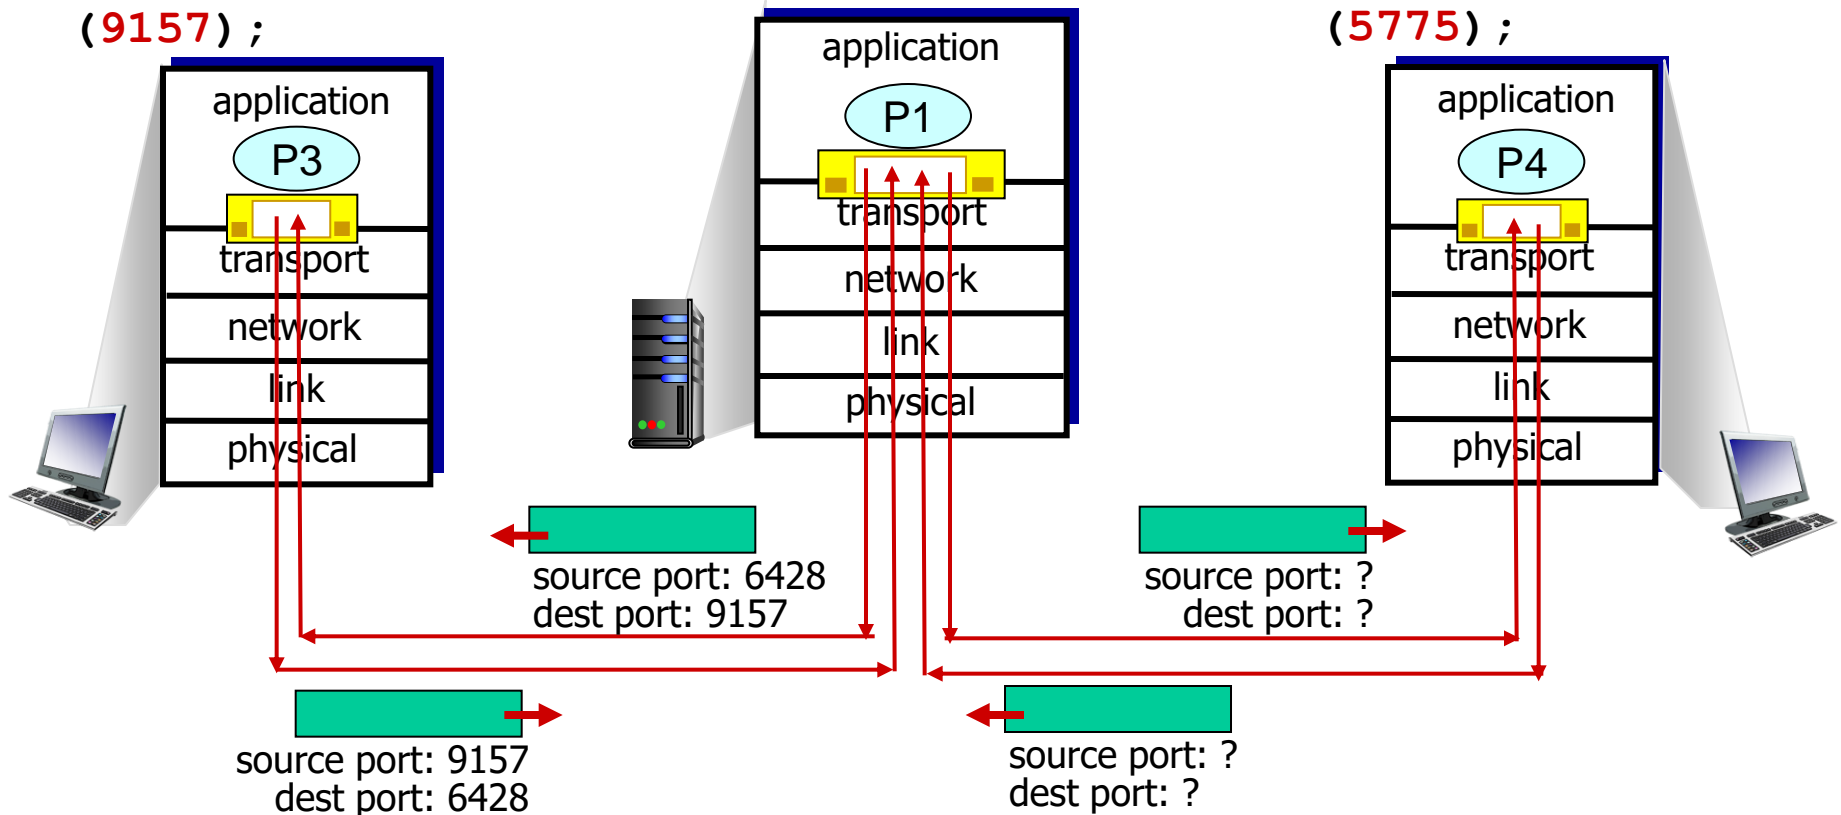 (9157);
application
P3
transport
network
link
physical
application
P1
transport
network
link
physical
(5775);
application
P4
transport
network
link
physical
source port: 6428
dest port: 9157
source port: ?
dest port: ?
source port: 9157
dest port: 6428
source port: ?
dest port: ?